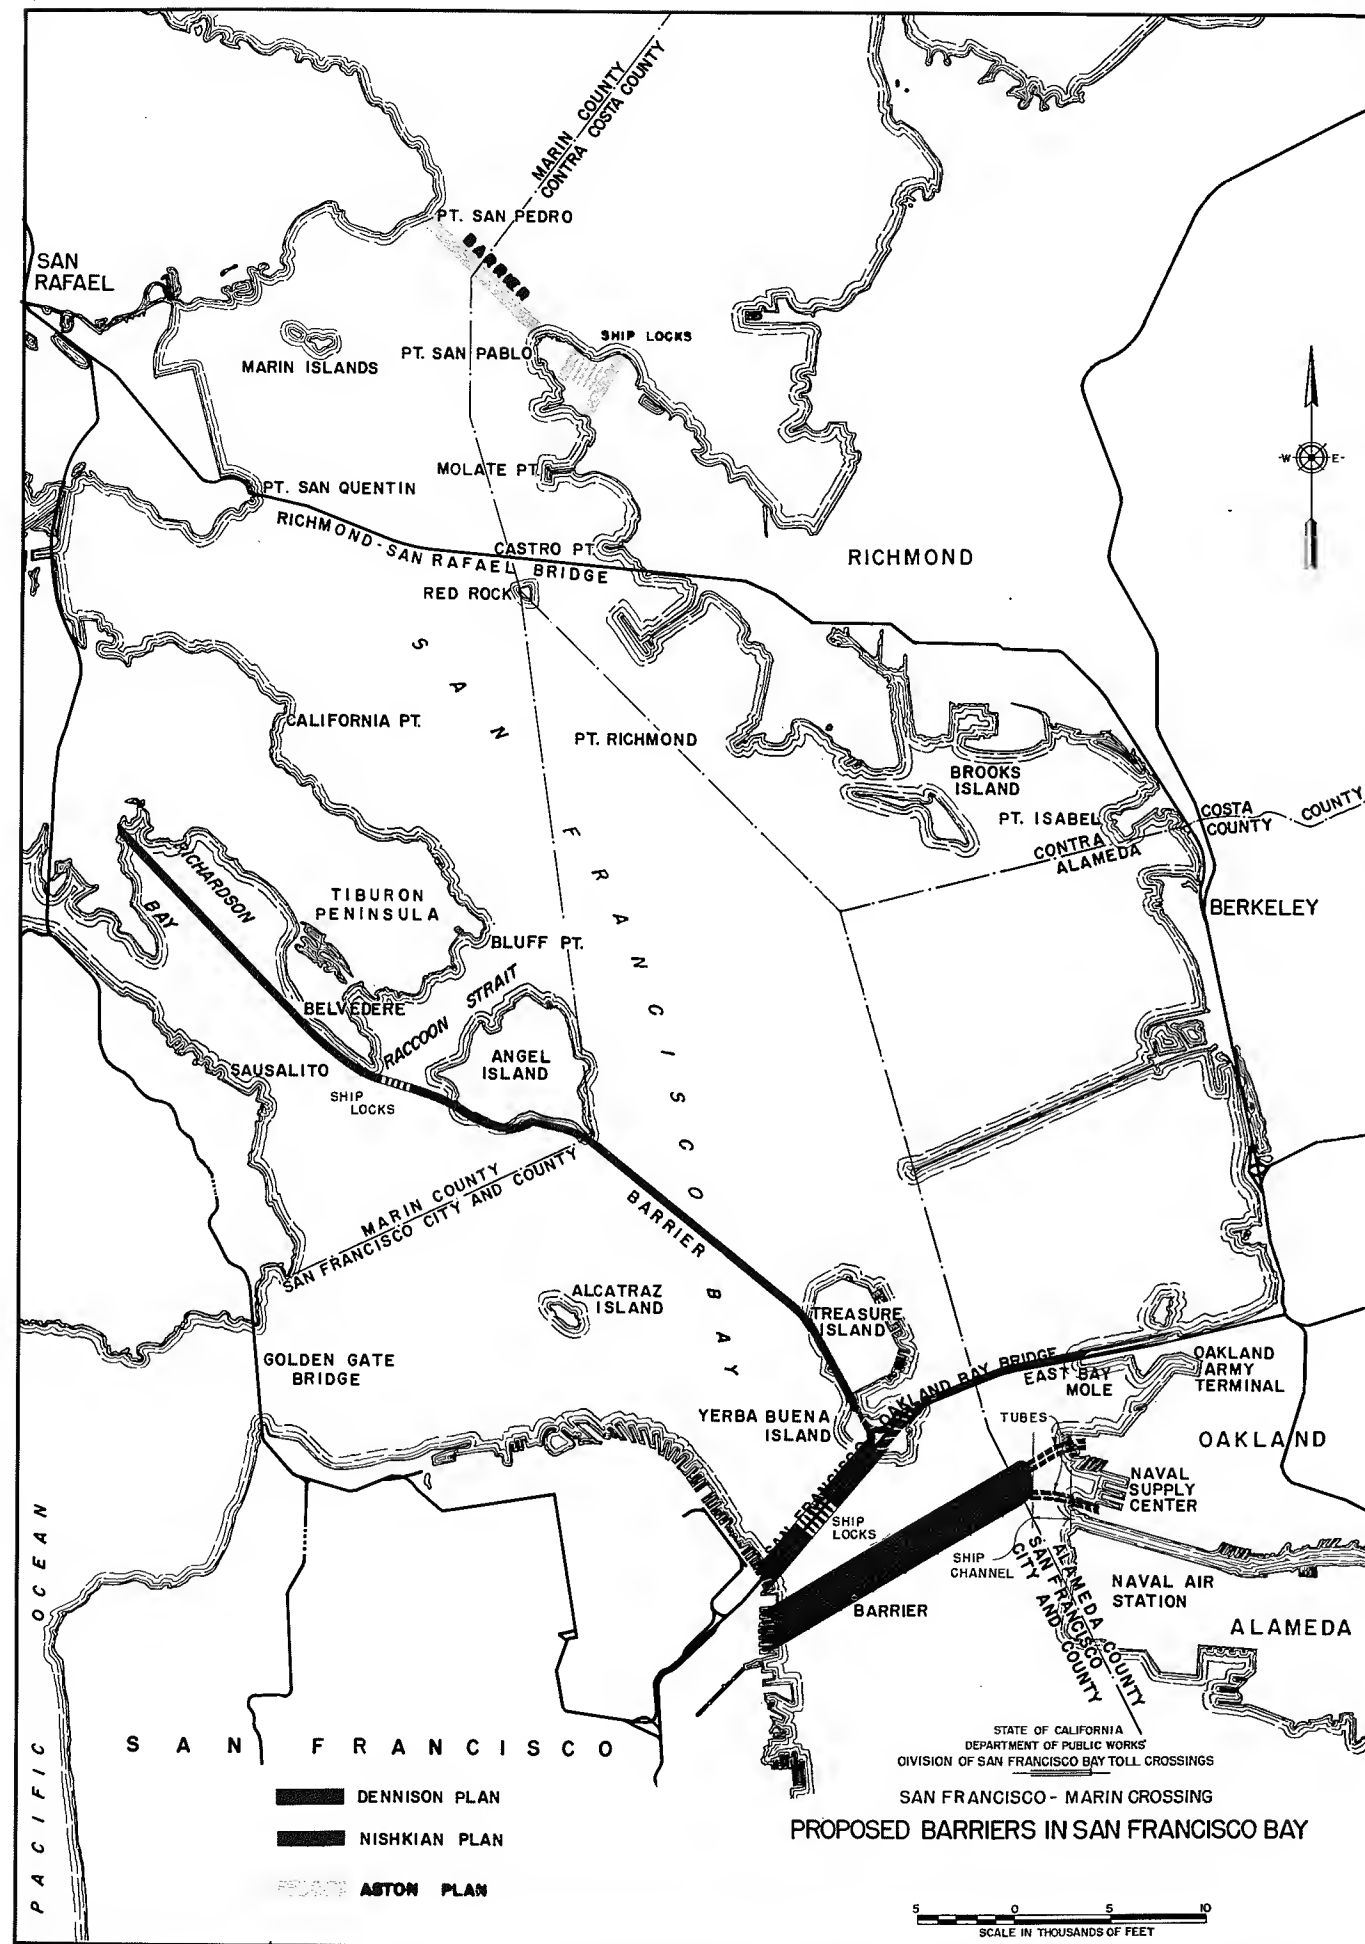 MARIN COUNTY
CONTRA COSTA COUNTY
PT. SAN PEDRO
BARRIER
SAN
RAFAEL
SHIP LOCKS
PT. SAN PABLO
MARIN ISLANDS
W
E
MOLATE PT.
PT. SAN QUENTIN
RICHMOND-SAN RAFAEL BRIDGE
CASTRO PT.
RICHMOND
RED ROCK
SAN FRANCISCO BAY
CALIFORNIA PT.
PT. RICHMOND
BROOKS
ISLAND
PT. ISABEL
CONTRA COSTA COUNTY
ALAMEDA COUNTY
BERKELEY
RICHARDSON
BAY
TIBURON
PENINSULA
BLUFF PT.
BELVEDERE
RACCOON STRAIT
ANGEL
ISLAND
SAUSALITO
SHIP
LOCKS
MARIN COUNTY
SAN FRANCISCO CITY AND COUNTY
BARRIER
ALCATRAZ
ISLAND
TREASURE
ISLAND
GOLDEN GATE
BRIDGE
SAN FRANCISCO-OAKLAND BAY BRIDGE
EAST BAY
MOLE
OAKLAND
ARMY
TERMINAL
YERBA BUENA
ISLAND
TUBES
OAKLAND
NAVAL
SUPPLY
CENTER
SHIP
LOCKS
SHIP
CHANNEL
ALAMEDA COUNTY
SAN FRANCISCO
CITY AND COUNTY
NAVAL AIR
STATION
BARRIER
ALAMEDA
PACIFIC OCEAN
SAN FRANCISCO
DENNISON PLAN
NISHKIAN PLAN
ASTON PLAN
STATE OF CALIFORNIA
DEPARTMENT OF PUBLIC WORKS
DIVISION OF SAN FRANCISCO BAY TOLL CROSSINGS
SAN FRANCISCO - MARIN CROSSING
PROPOSED BARRIERS IN SAN FRANCISCO BAY
5 0 5 10
SCALE IN THOUSANDS OF FEET